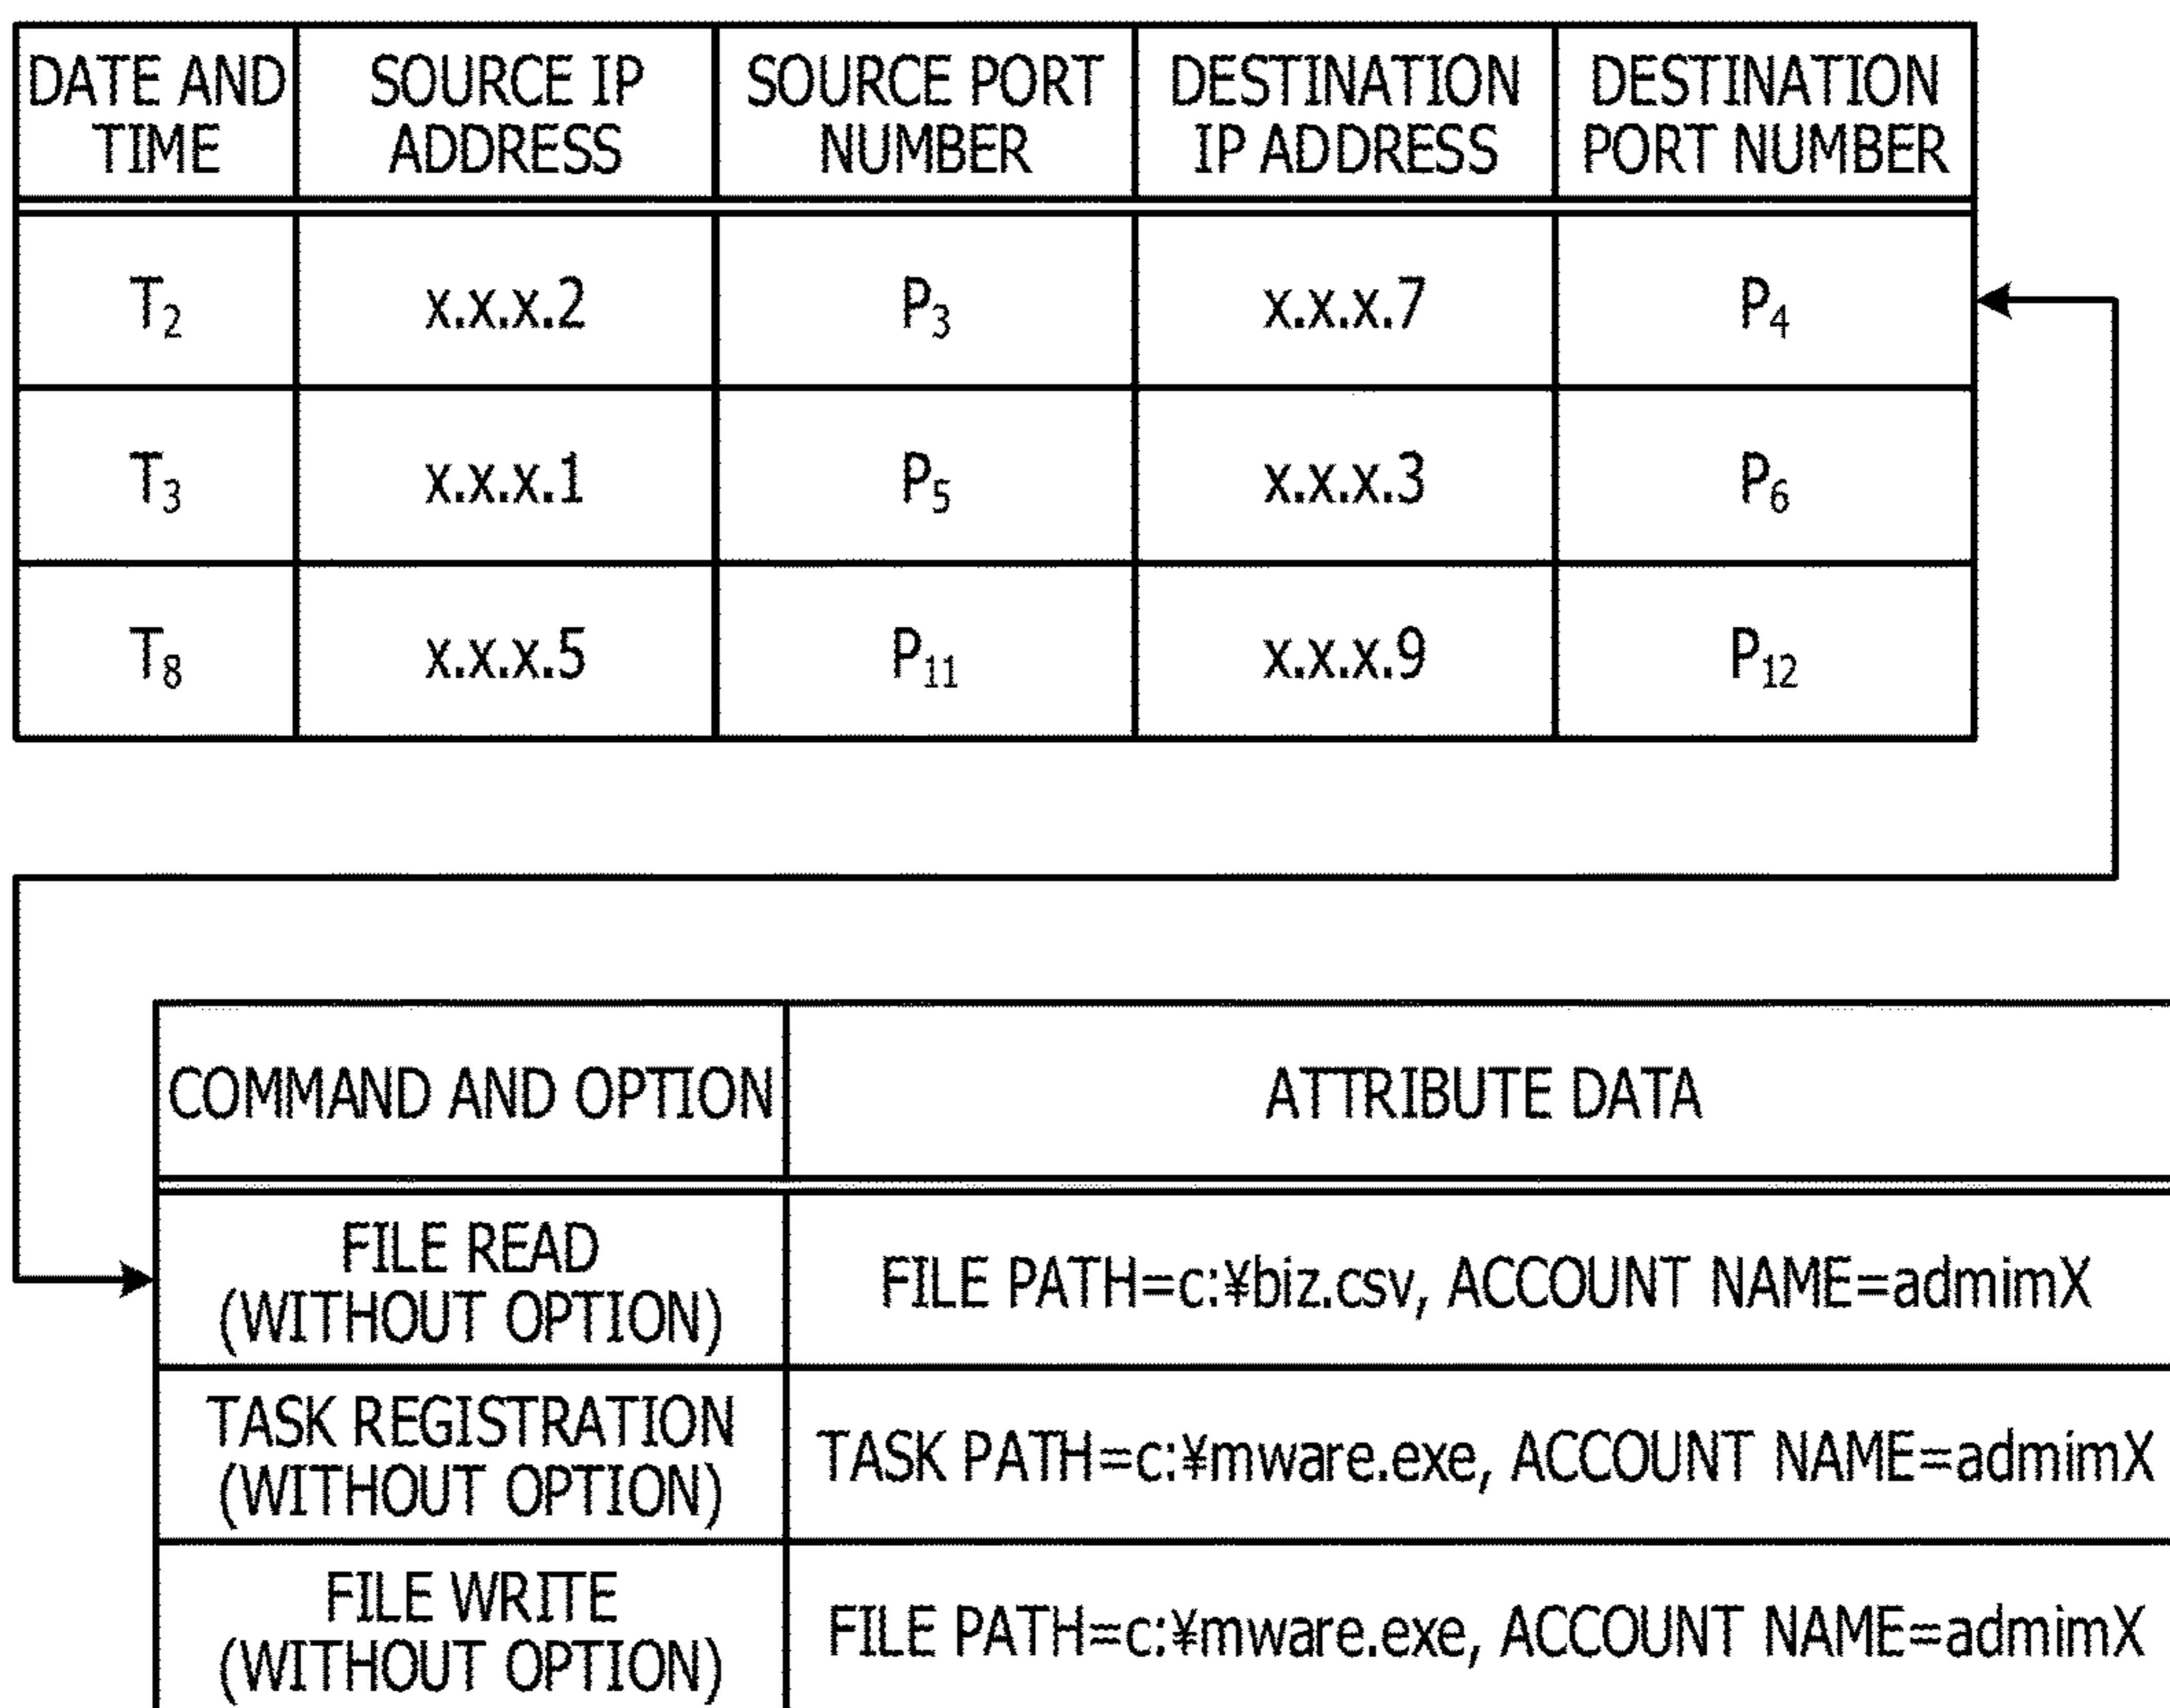 DATE AND TIME
SOURCE IP ADDRESS
SOURCE PORT NUMBER
DESTINATION IP ADDRESS
DESTINATION PORT NUMBER
T₂ x.x.x.2 P₃ x.x.x.7 P₄
T₃ x.x.x.1 P₅ x.x.x.3 P₆
T₈ x.x.x.5 P₁₁ x.x.x.9 P₁₂
COMMAND AND OPTION ATTRIBUTE DATA
FILE READ
(WITHOUT OPTION)
FILE PATH=c:¥biz.csv, ACCOUNT NAME=admimX
TASK REGISTRATION
(WITHOUT OPTION)
TASK PATH=c:¥mware.exe, ACCOUNT NAME=admimX
FILE WRITE
(WITHOUT OPTION)
FILE PATH=c:¥mware.exe, ACCOUNT NAME=admimX